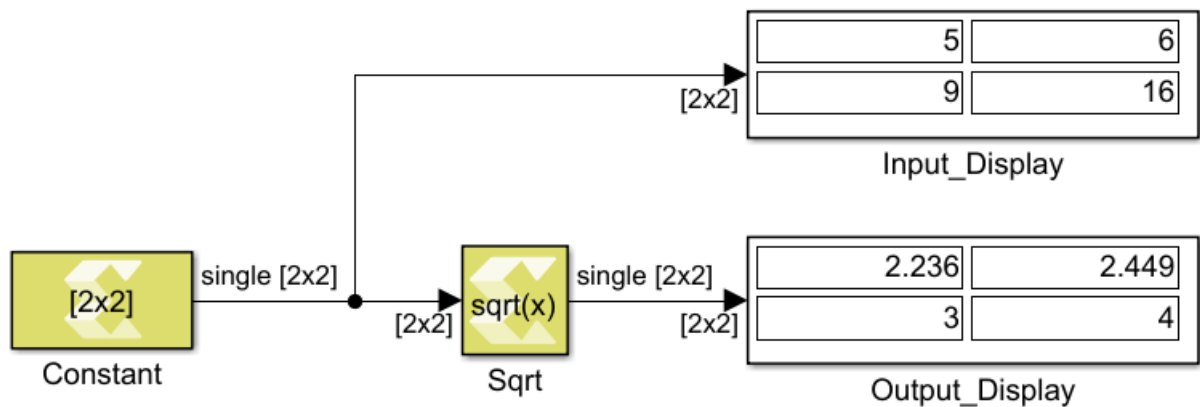 5 6
[2x2] 9 16
Input_Display
single [2x2] single [2x2] 2.236 2.449
[2x2] sqrt(x)
[2x2] [2x2] 3 4
Constant Sqrt Output_Display